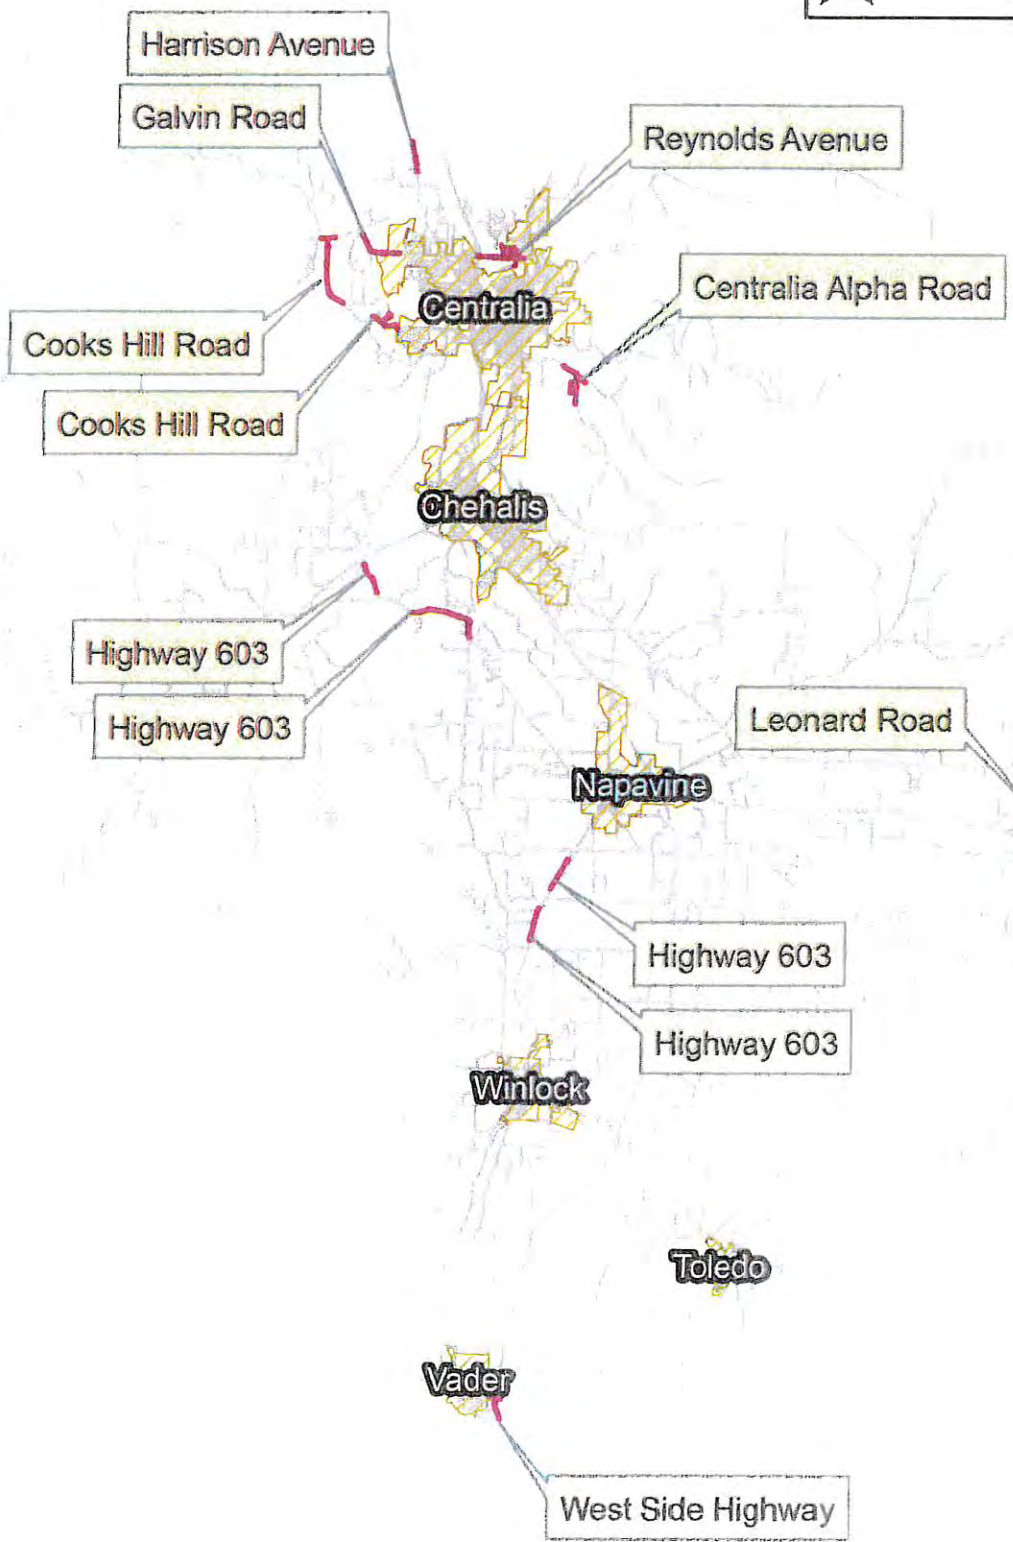 Harrison Avenue
Galvin Road
Reynolds Avenue
Centralia
Centralia Alpha Road
Cooks Hill Road
Cooks Hill Road
Chehalis
Highway 603
Highway 603
Leonard Road
Napavine
Highway 603
Highway 603
Winlock
Toledo
Vader
West Side Highway